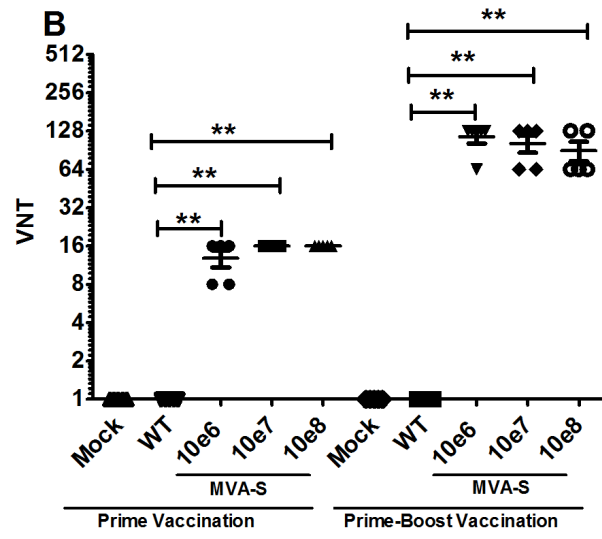 B
512
256
128
64
32
16
8
4
2
1
VNT
**
**
**
**
**
**
Mock
WT
10e6
10e7
10e8
Mock
WT
10e6
10e7
10e8
MVA-S
MVA-S
Prime Vaccination
Prime-Boost Vaccination